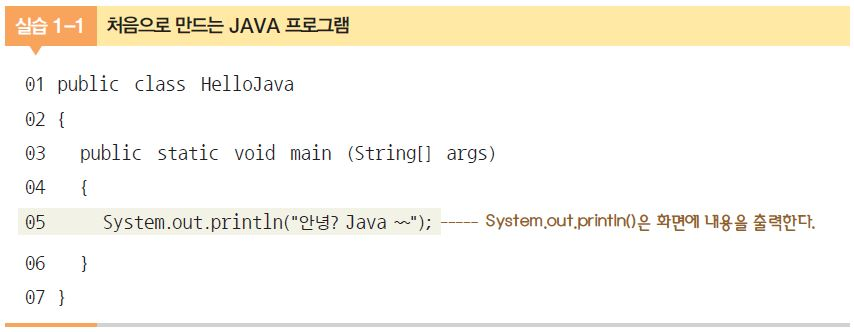 실습 1-1 처음으로 만드는 JAVA 프로그램
01 public class HelloJava
02 {
03 public static void main (String[] args)
04 {
05 System.out.println("안녕? Java ~~"); ----- System.out.println()은 화면에 내용을 출력한다.
06 }
07 }